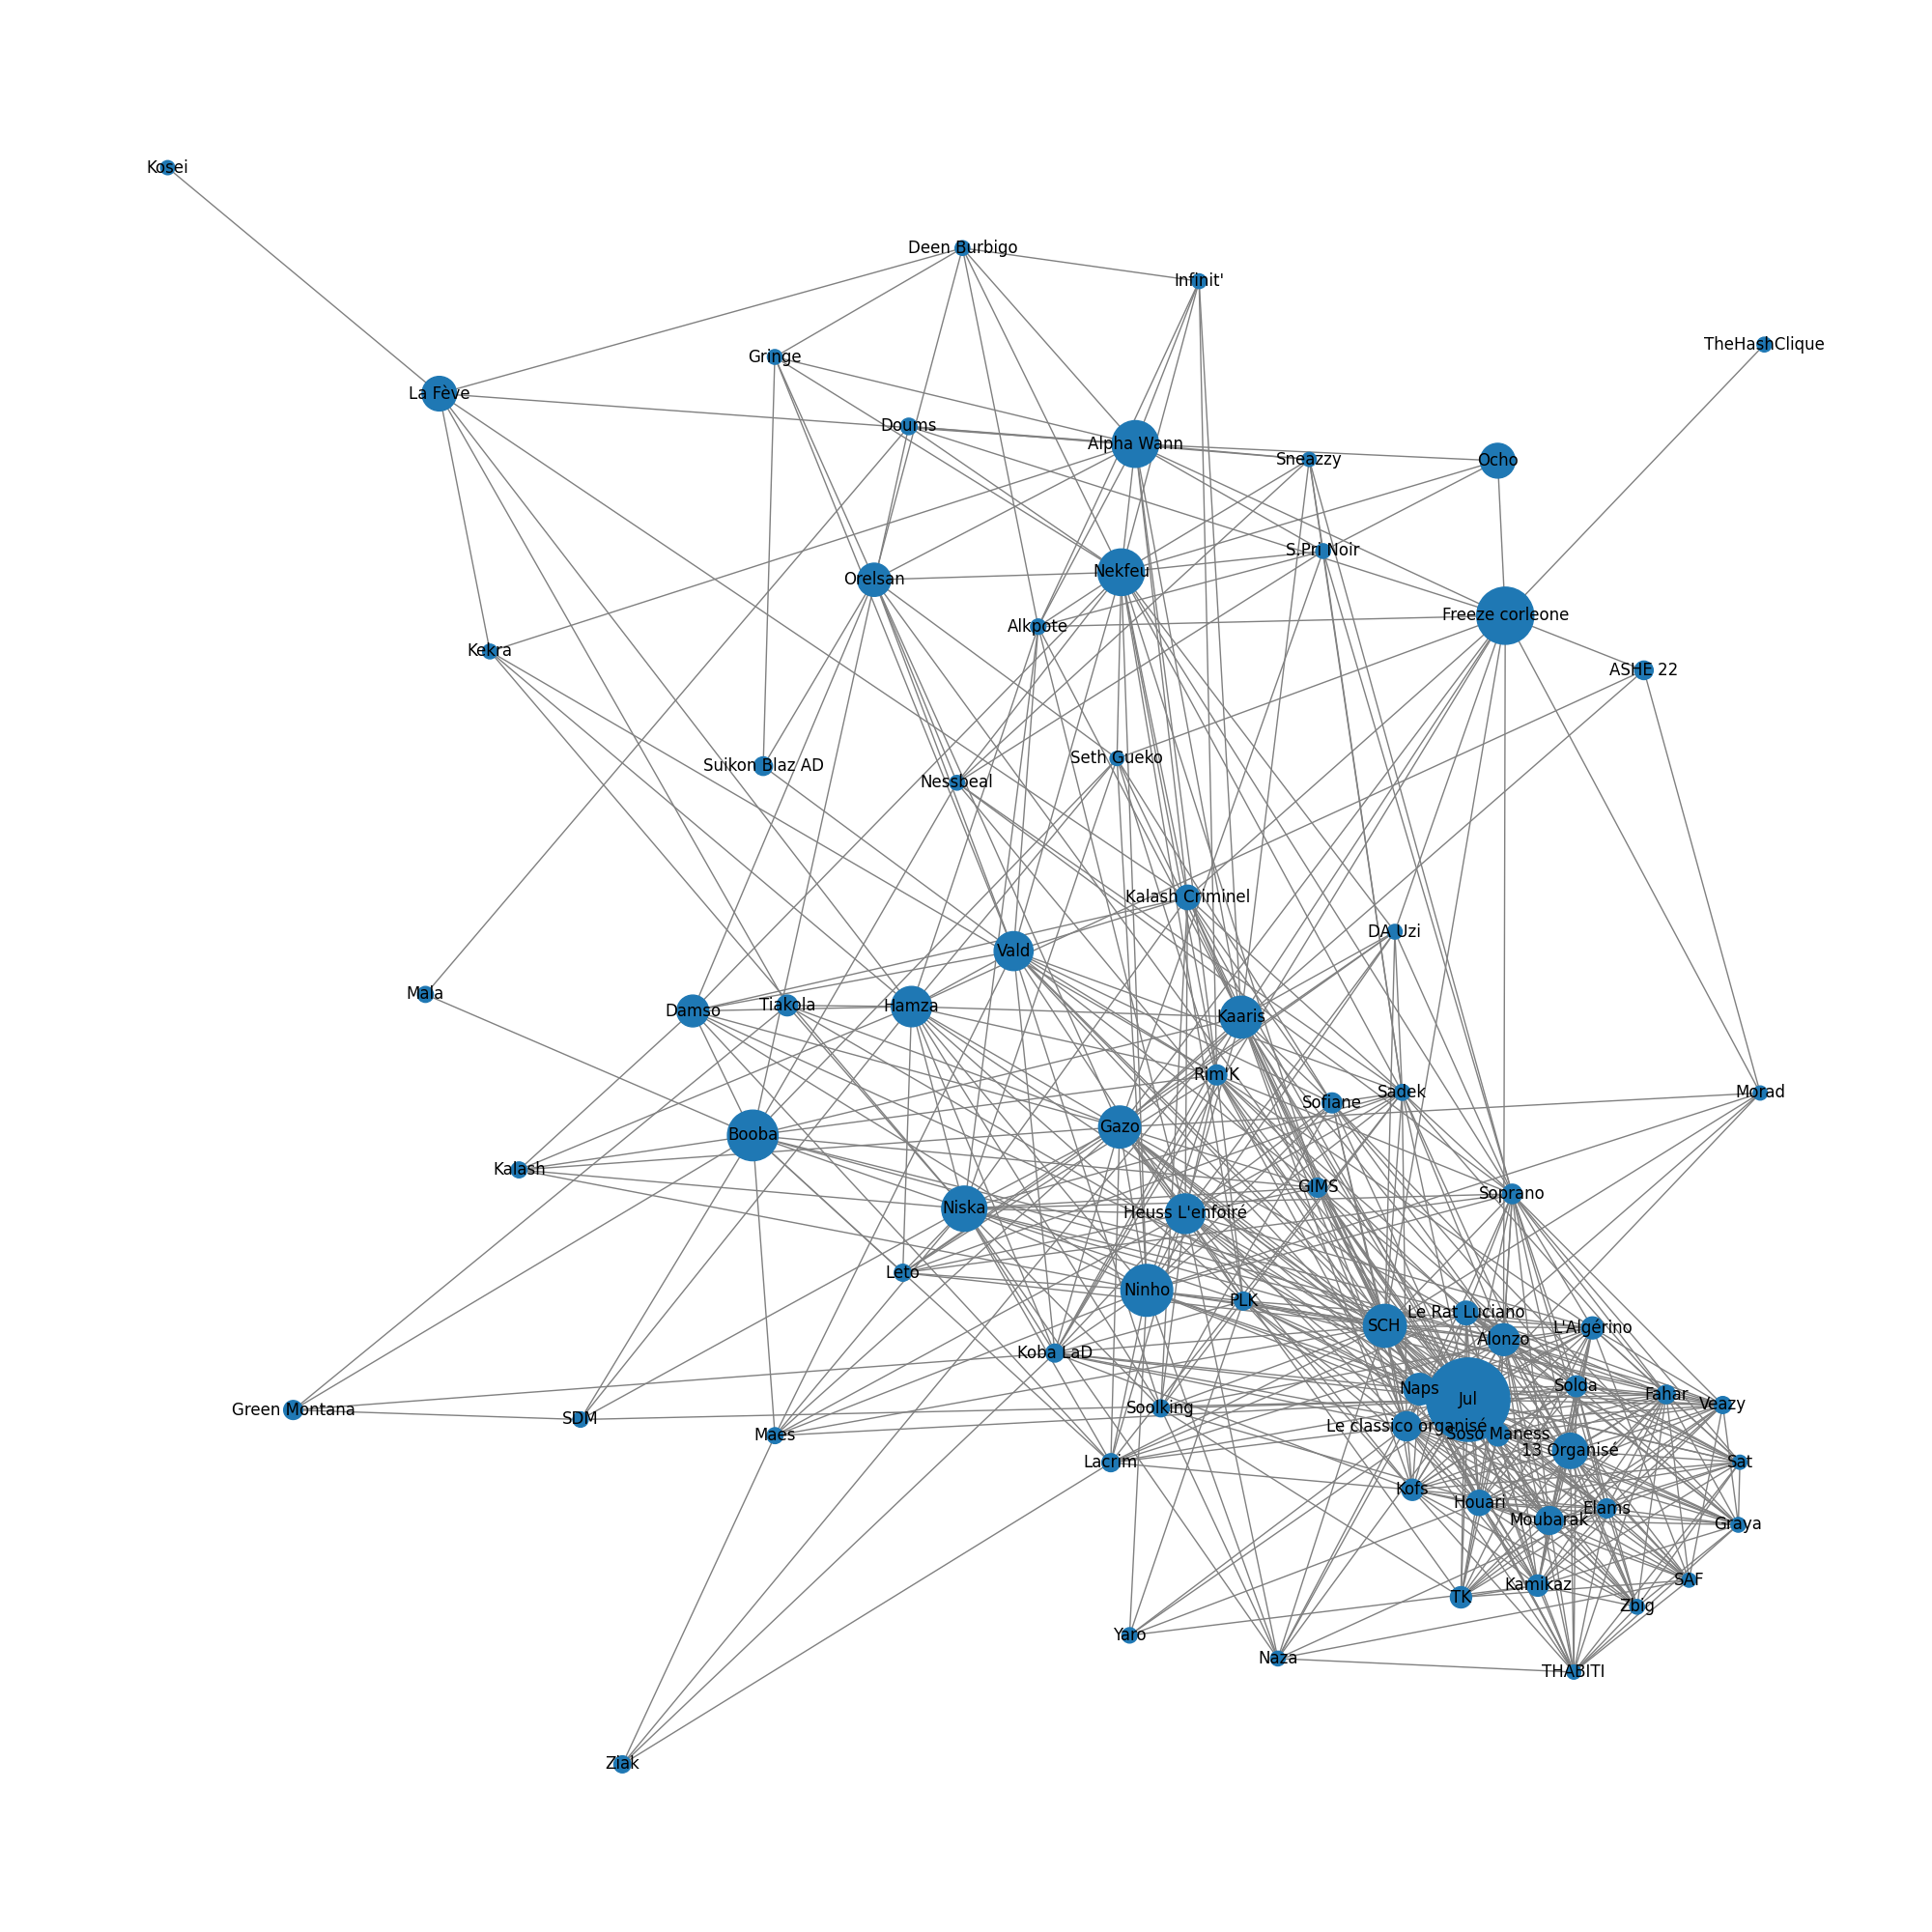 Kosei
Deen Burbigo
Infinit'
TheHashClique
Gringe
La Fève
Doums
Alpha Wann
Sneazzy
Ocho
S.Pri Noir
Nekfeu
Orelsan
Freeze corleone
Alkpote
Kekra
ASHE 22
Seth Gueko
Suikon Blaz AD
Nessbeal
Kalash Criminel
DA Uzi
Vald
Mala
Tiakola
Hamza
Damso
Kaaris
Rim'K
Sadek
Morad
Sofiane
Gazo
Booba
Kalash
GIMS
Soprano
Niska
Heuss L'enfoiré
Leto
Ninho
PLK
Le Rat Luciano
SCH
L'Algérino
Alonzo
Koba LaD
Solda
Naps
Fahar
Jul
Veazy
Soolking
Green Montana
SDM
Le classico organisé
Soso Maness
Maes
13 Organisé
Lacrim
Sat
Kofs
Houari
Elams
Moubarak
Graya
SAF
Kamikaz
TK
Zbig
Yaro
Naza
THABITI
Ziak